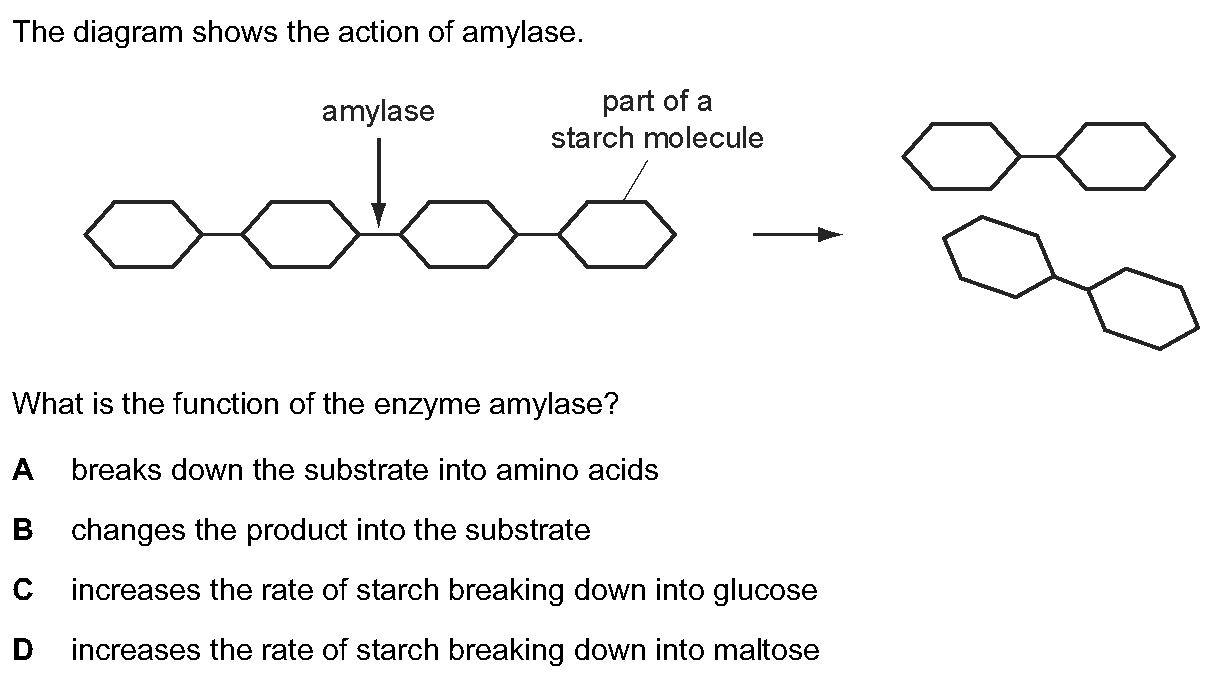 The diagram shows the action of amylase.
amylase
part of a
starch molecule
What is the function of the enzyme amylase?
A breaks down the substrate into amino acids
B changes the product into the substrate
C increases the rate of starch breaking down into glucose
D increases the rate of starch breaking down into maltose